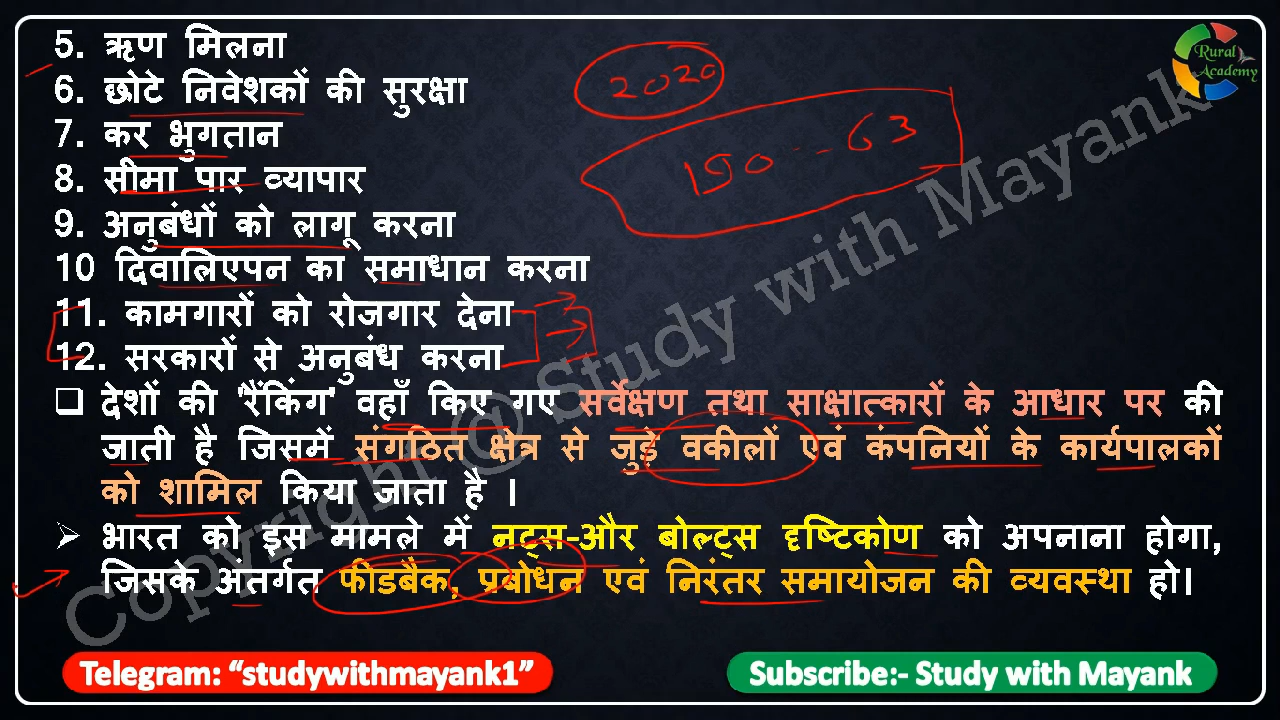 5. ऋण मिलना
6. छोटे निवेशकों की सुरक्षा
7. कर भुगतान
8. सीमा पार व्यापार
9. अनुबंधों को लागू करना
10 दिवालिएपन का समाधान करना
11. कामगारों को रोजगार देना
12. सरकारों से अनुबंध करना
2020
190 -- 63
Rural
Academy
❑ देशों की 'रैंकिंग' वहाँ किए गए सर्वेक्षण तथा साक्षात्कारों के आधार पर की
जाती है जिसमें संगठित क्षेत्र से जुड़े वकीलों एवं कंपनियों के कार्यपालकों
को शामिल किया जाता है ।
➢ भारत को इस मामले में नट्स-और बोल्ट्स दृष्टिकोण को अपनाना होगा,
जिसके अंतर्गत फीडबैक, प्रबोधन एवं निरंतर समायोजन की व्यवस्था हो।
Copyright @ Study with Mayank
Telegram: “studywithmayank1”
Subscribe:- Study with Mayank